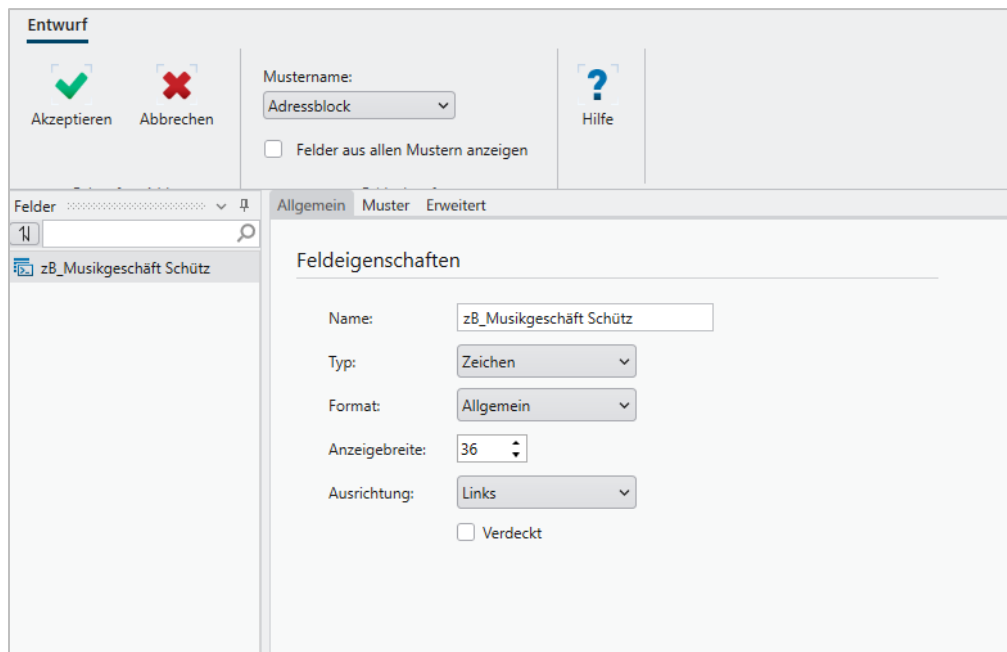 Entwurf
Akzeptieren
Abbrechen
Mustername:
Adressblock
Felder aus allen Mustern anzeigen
Hilfe
Felder
zB_Musikgeschäft Schütz
Allgemein Muster Erweitert
Feldeigenschaften
Name: zB_Musikgeschäft Schütz
Typ: Zeichen
Format: Allgemein
Anzeigebreite: 36
Ausrichtung: Links
Verdeckt